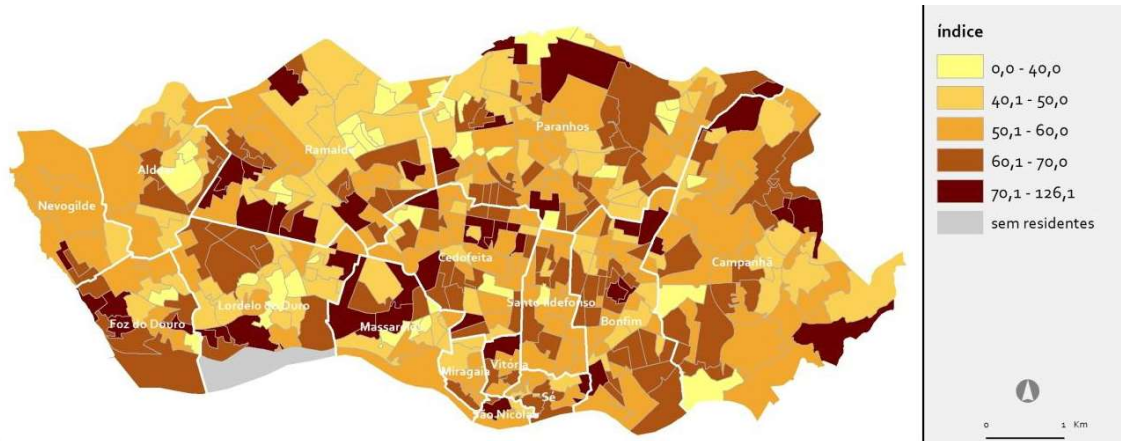 índice
0,0 - 40,0
40,1 - 50,0
50,1 - 60,0
60,1 - 70,0
70,1 - 126,1
sem residentes
Paranhos
Ramalde
Aldoar
Nevogilde
Cedofeita
Campanhã
Santo Ildefonso
Lordelo do Ouro
Foz do Douro
Massarelos
Bonfim
Vitória
Miragaia
Sé
São Nicolau
0 1 Km